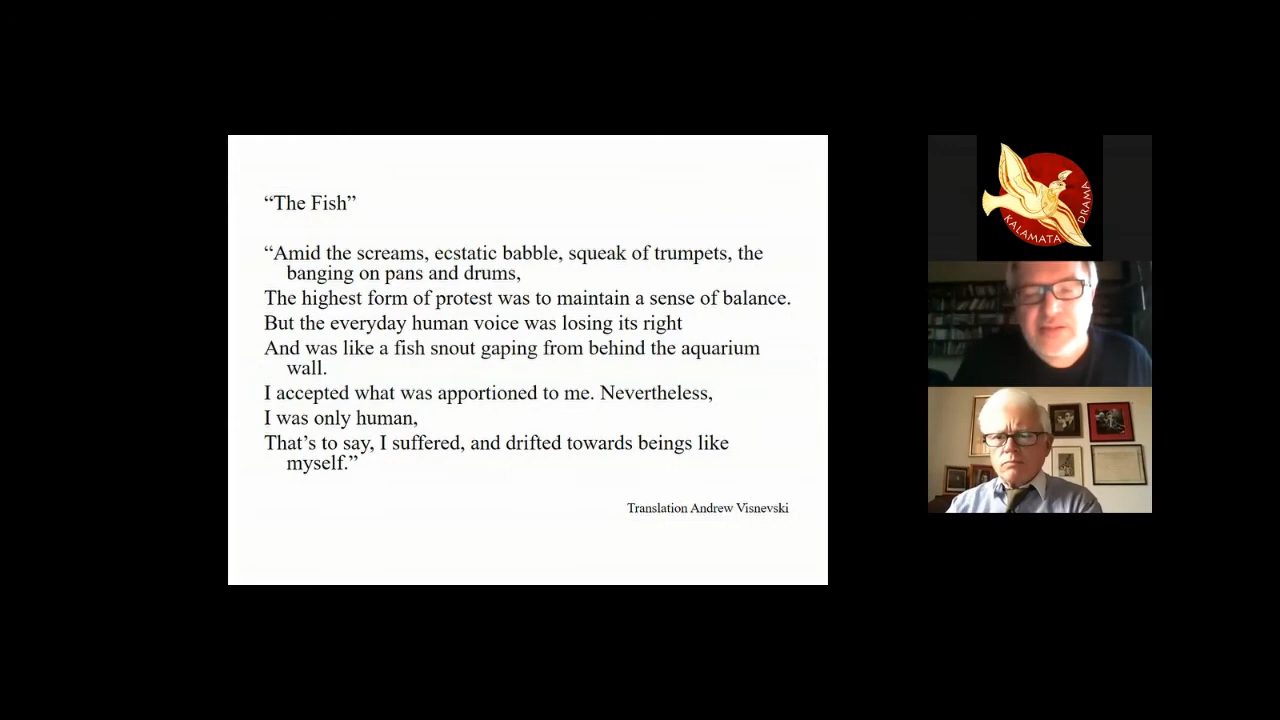 “The Fish”
“Amid the screams, ecstatic babble, squeak of trumpets, the
banging on pans and drums,
The highest form of protest was to maintain a sense of balance.
But the everyday human voice was losing its right
And was like a fish snout gaping from behind the aquarium
wall.
I accepted what was apportioned to me. Nevertheless,
I was only human,
That’s to say, I suffered, and drifted towards beings like
myself.”
Translation Andrew Visnevski
KALAMATA DRAMA